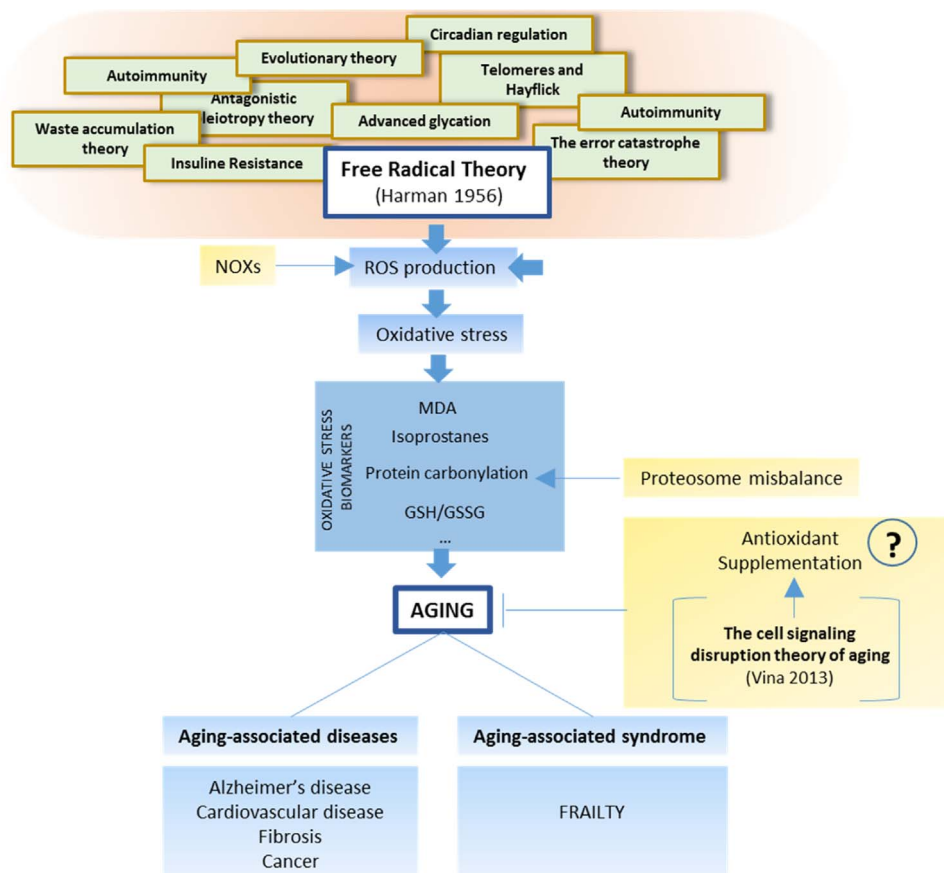 Circadian regulation
Evolutionary theory
Autoimmunity
Telomeres and
Hayflick
Antagonistic
leiotropy theory
Advanced glycation
Autoimmunity
Waste accumulation
theory
The error catastrophe
theory
Insuline Resistance
Free Radical Theory
(Harman 1956)
NOXs
ROS production
Oxidative stress
OXIDATIVE STRESS
BIOMARKERS
MDA
Isoprostanes
Protein carbonylation
GSH/GSSG
...
Proteosome misbalance
Antioxidant
Supplementation
?
The cell signaling
disruption theory of aging
(Vina 2013)
AGING
Aging-associated diseases
Aging-associated syndrome
Alzheimer’s disease
Cardiovascular disease
Fibrosis
Cancer
FRAILTY